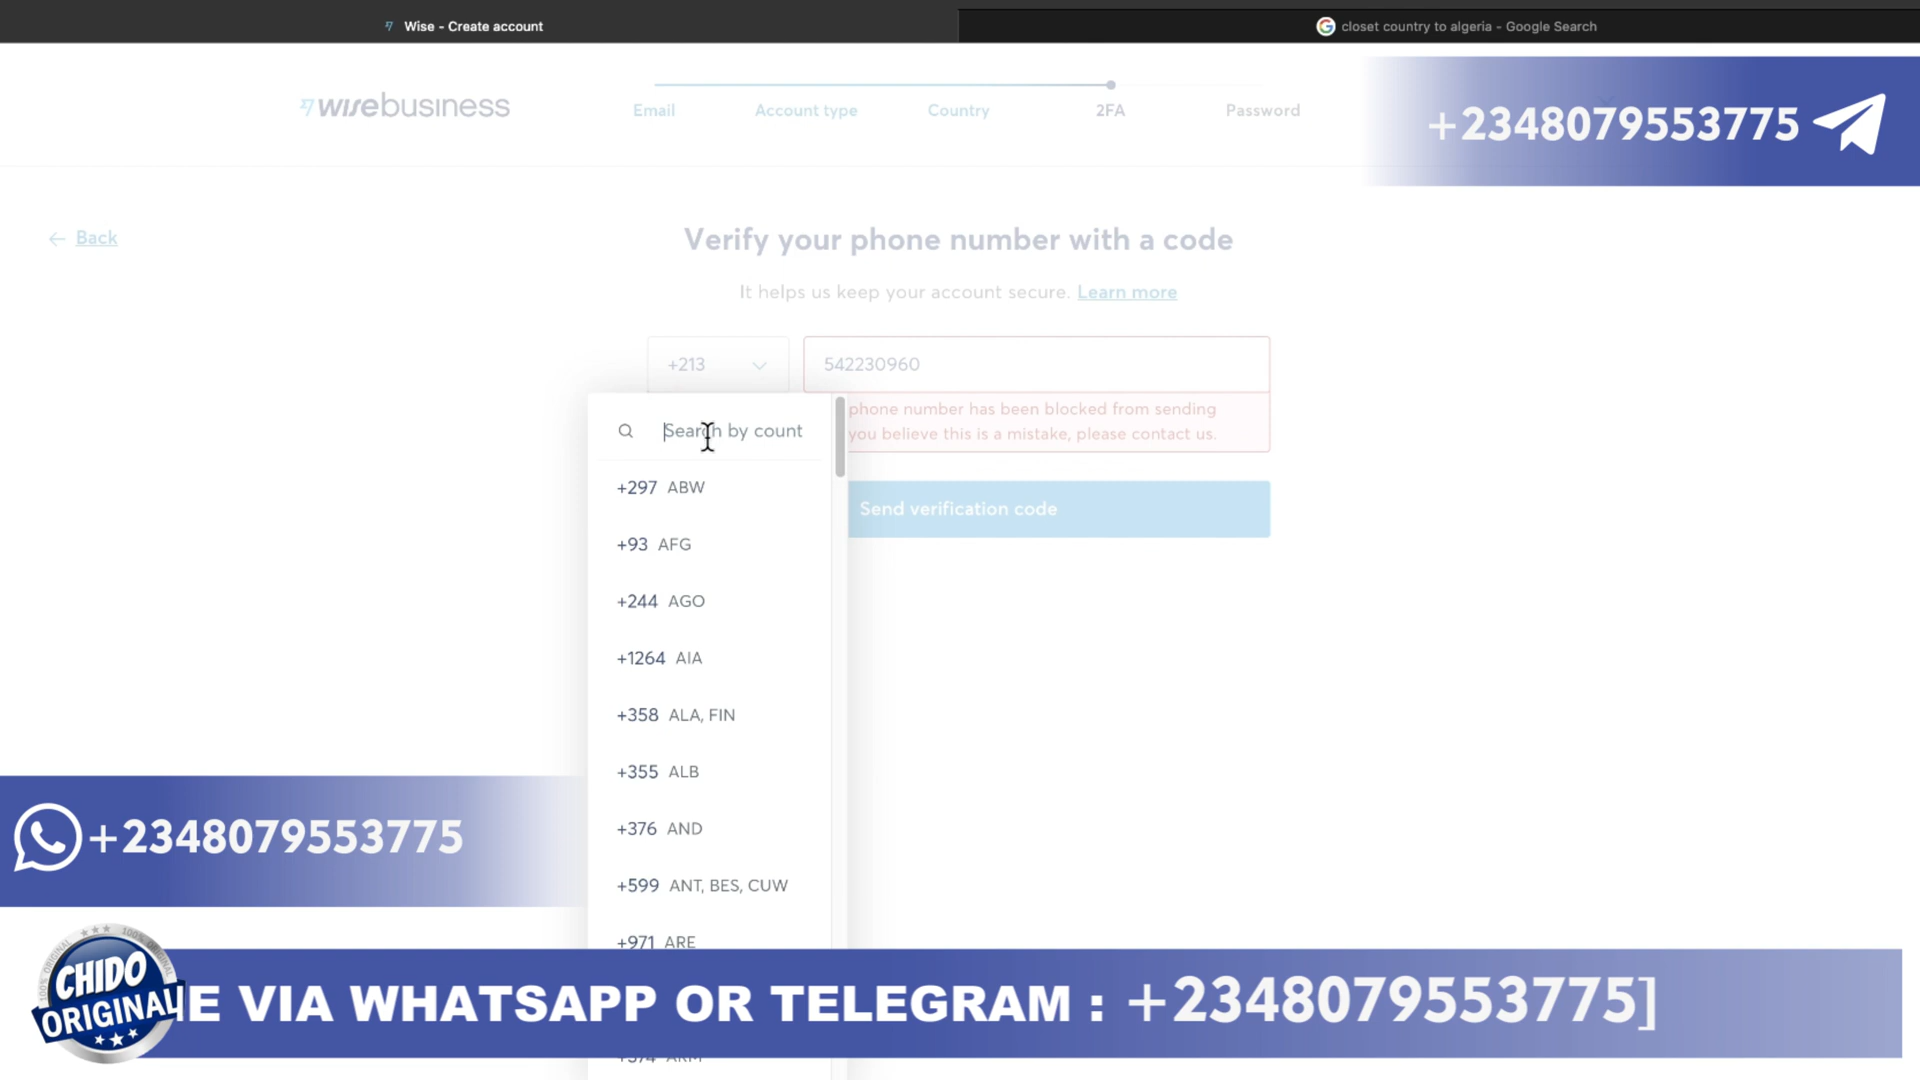 Wise - Create account
closet country to algeria - Google Search
wisebusiness
Email
Account type
Country
2FA
Password
+2348079553775
Back
Verify your phone number with a code
It helps us keep your account secure. Learn more
+213
542230960
phone number has been blocked from sending
you believe this is a mistake, please contact us.
Search by count
Send verification code
+297 ABW
+93 AFG
+244 AGO
+1264 AIA
+358 ALA, FIN
+355 ALB
+376 AND
+599 ANT, BES, CUW
+971 ARE
+374 ARM
+2348079553775
100% ORIGINAL
CHIDO
ORIGINAL
E VIA WHATSAPP OR TELEGRAM : +2348079553775]